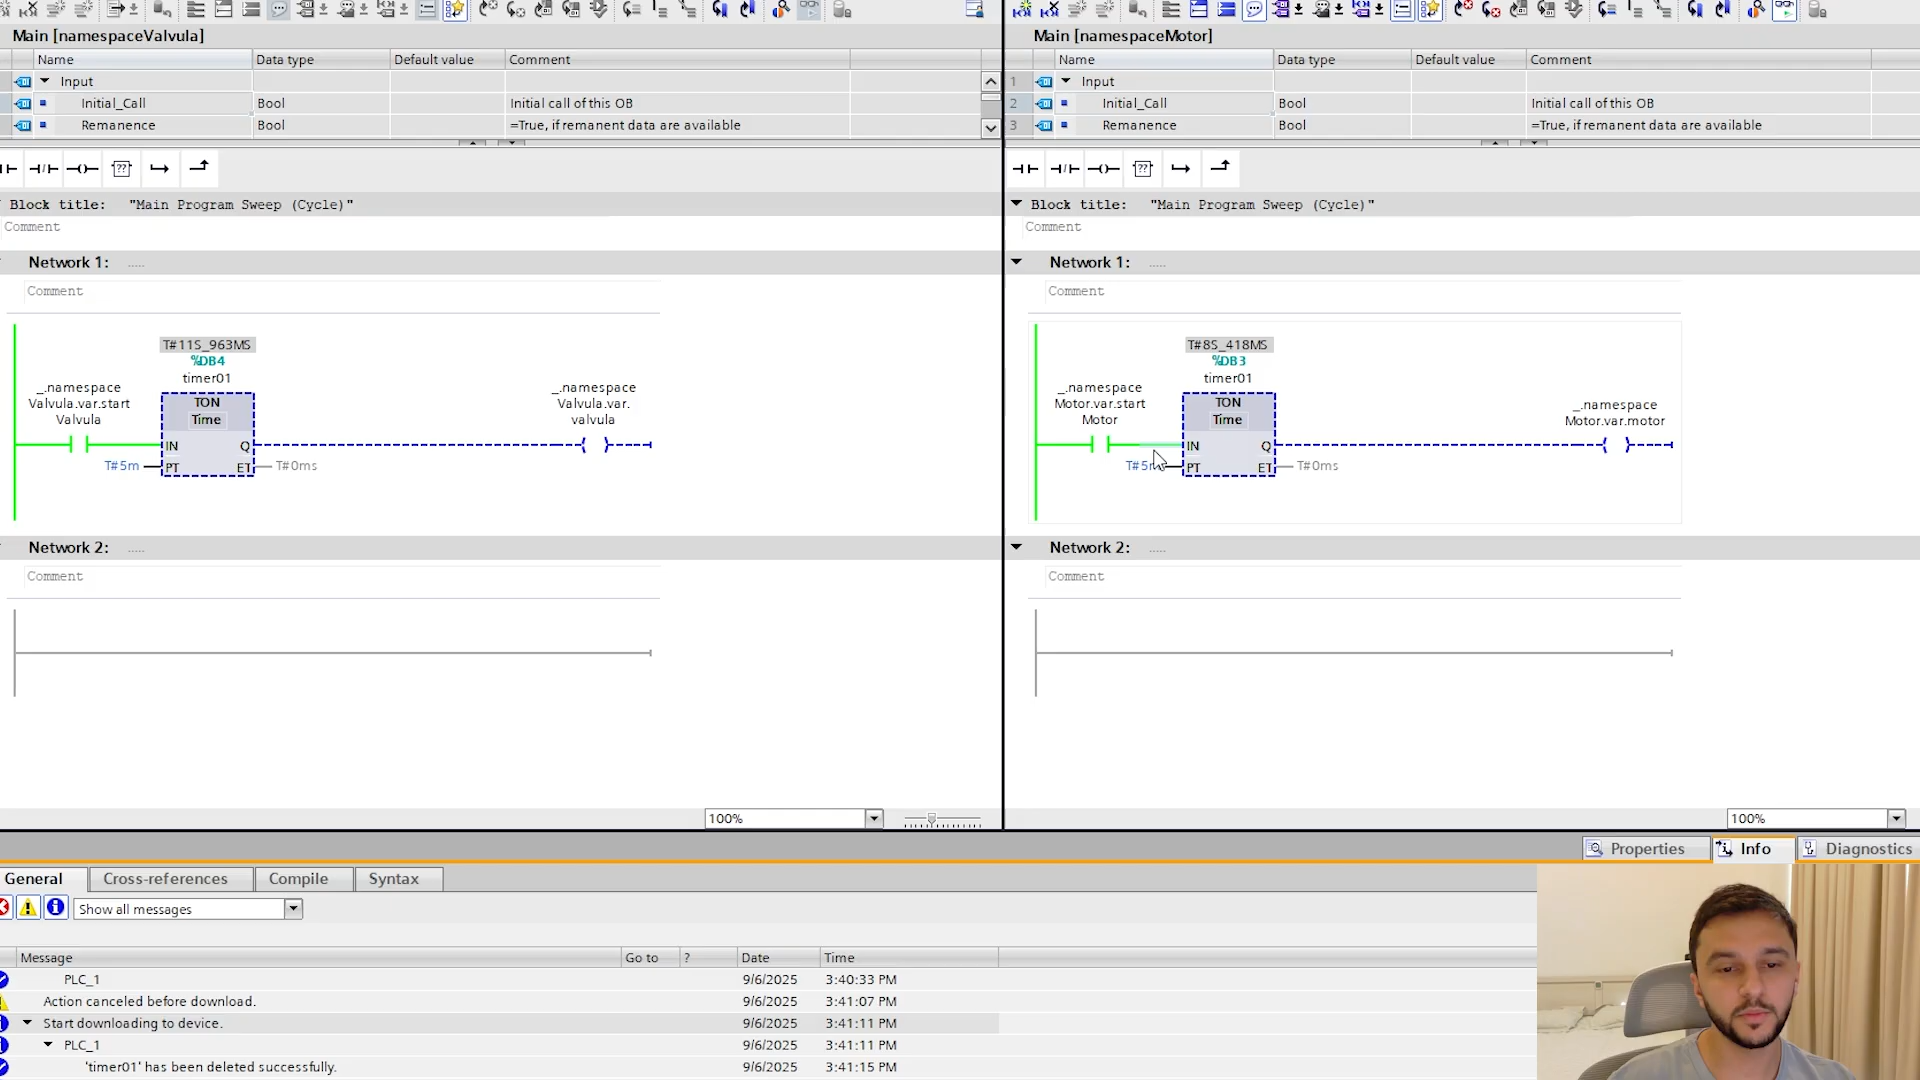 Main [namespaceValvula]
Name Data type Default value Comment
Input
Initial_Call Bool Initial call of this OB
Remanence Bool =True, if remanent data are available
??
Block title: "Main Program Sweep (Cycle)"
Comment
Network 1: .....
Comment
T#11S_963MS
%DB4
timer01
_.namespace
Valvula.var.start
Valvula
TON
Time
IN Q
T#5m PT ET T#0ms
_.namespace
Valvula.var.
valvula
Network 2: .....
Comment
100%
Main [namespaceMotor]
Name Data type Default value Comment
1 Input
2 Initial_Call Bool Initial call of this OB
3 Remanence Bool =True, if remanent data are available
??
Block title: "Main Program Sweep (Cycle)"
Comment
Network 1: .....
Comment
T#8S_418MS
%DB3
timer01
_.namespace
Motor.var.start
Motor
TON
Time
IN Q
PT ET T#0ms
_.namespace
Motor.var.motor
Network 2: .....
Comment
100%
Properties Info Diagnostics
General Cross-references Compile Syntax
Show all messages
Message Go to ? Date Time
PLC_1 9/6/2025 3:40:33 PM
Action canceled before download. 9/6/2025 3:41:07 PM
Start downloading to device. 9/6/2025 3:41:11 PM
PLC_1 9/6/2025 3:41:11 PM
'timer01' has been deleted successfully. 9/6/2025 3:41:15 PM